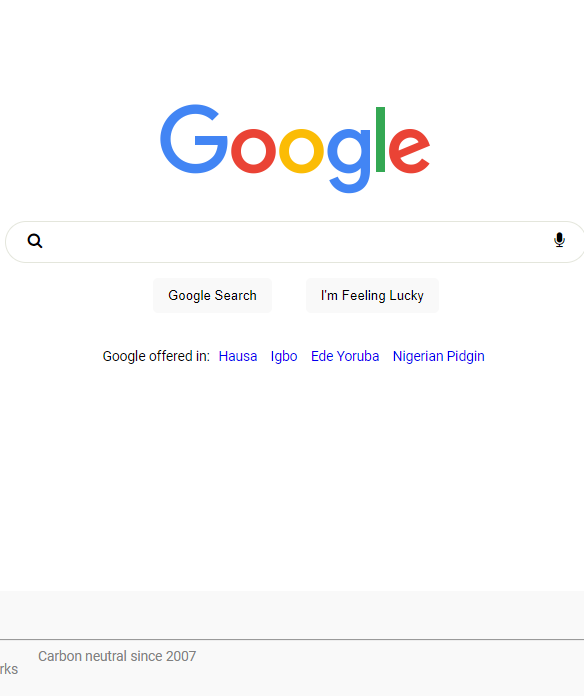 Google
Google Search I'm Feeling Lucky
Google offered in: Hausa Igbo Ede Yoruba Nigerian Pidgin
Carbon neutral since 2007
rks